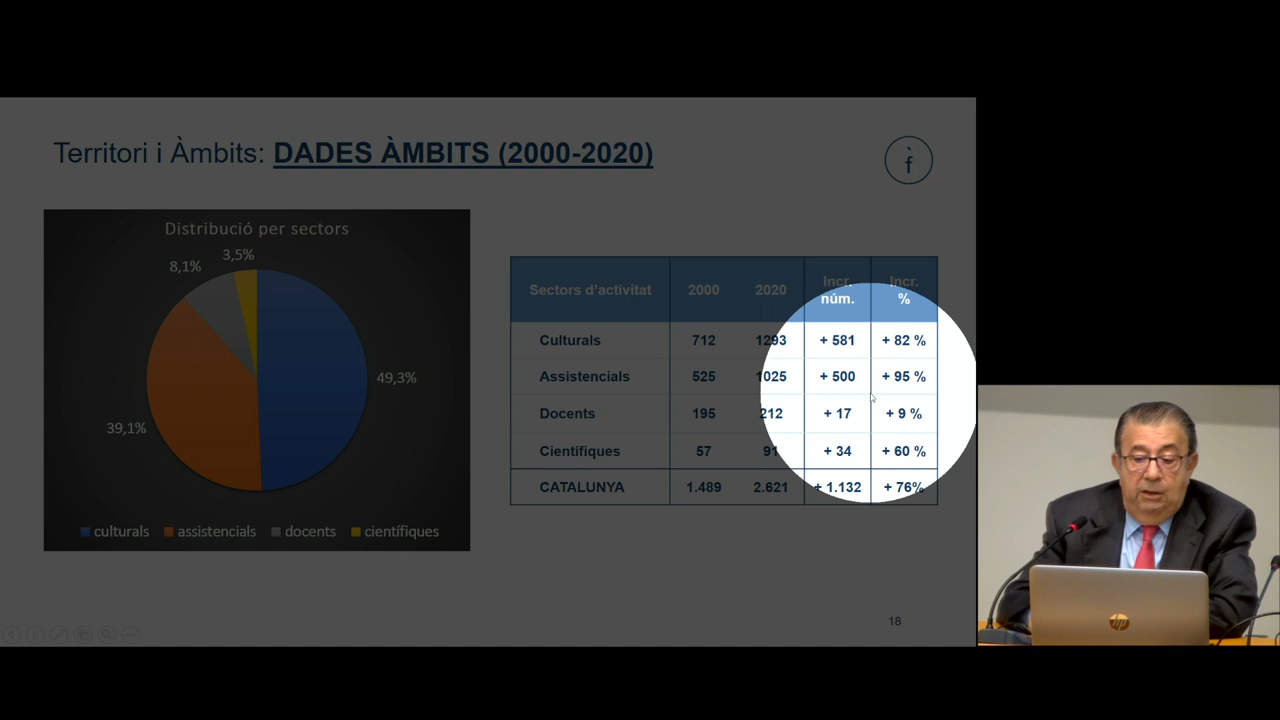 Territori i Àmbits: DADES ÀMBITS (2000-2020)
f
Distribució per sectors
3,5%
8,1%
49,3%
39,1%
culturals assistencials docents científiques
Sectors d'activitat 2000 2020 Incr. núm. Incr. %
Culturals 712 1293 + 581 + 82 %
Assistencials 525 1025 + 500 + 95 %
Docents 195 212 + 17 + 9 %
Científiques 57 91 + 34 + 60 %
CATALUNYA 1.489 2.621 + 1.132 + 76%
18
hp